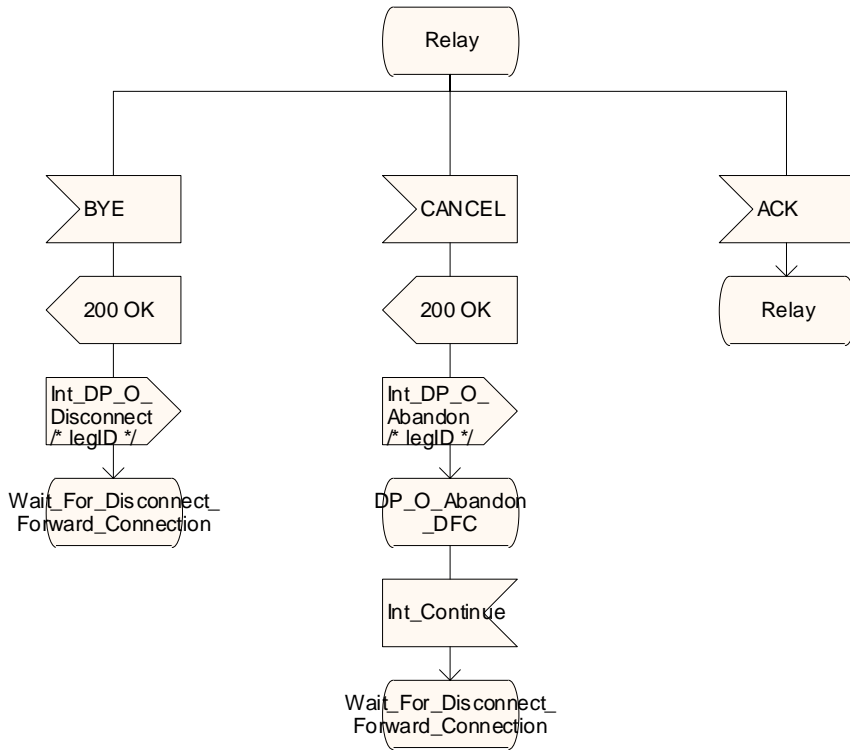 Relay
BYE
CANCEL
ACK
200 OK
200 OK
Relay
Int_DP_O_
Disconnect
/* legID */
Int_DP_O_
Abandon
/* legID */
Wait_For_Disconnect_
Forward_Connection
DP_O_Abandon
_DFC
Int_Continue
Wait_For_Disconnect_
Forward_Connection